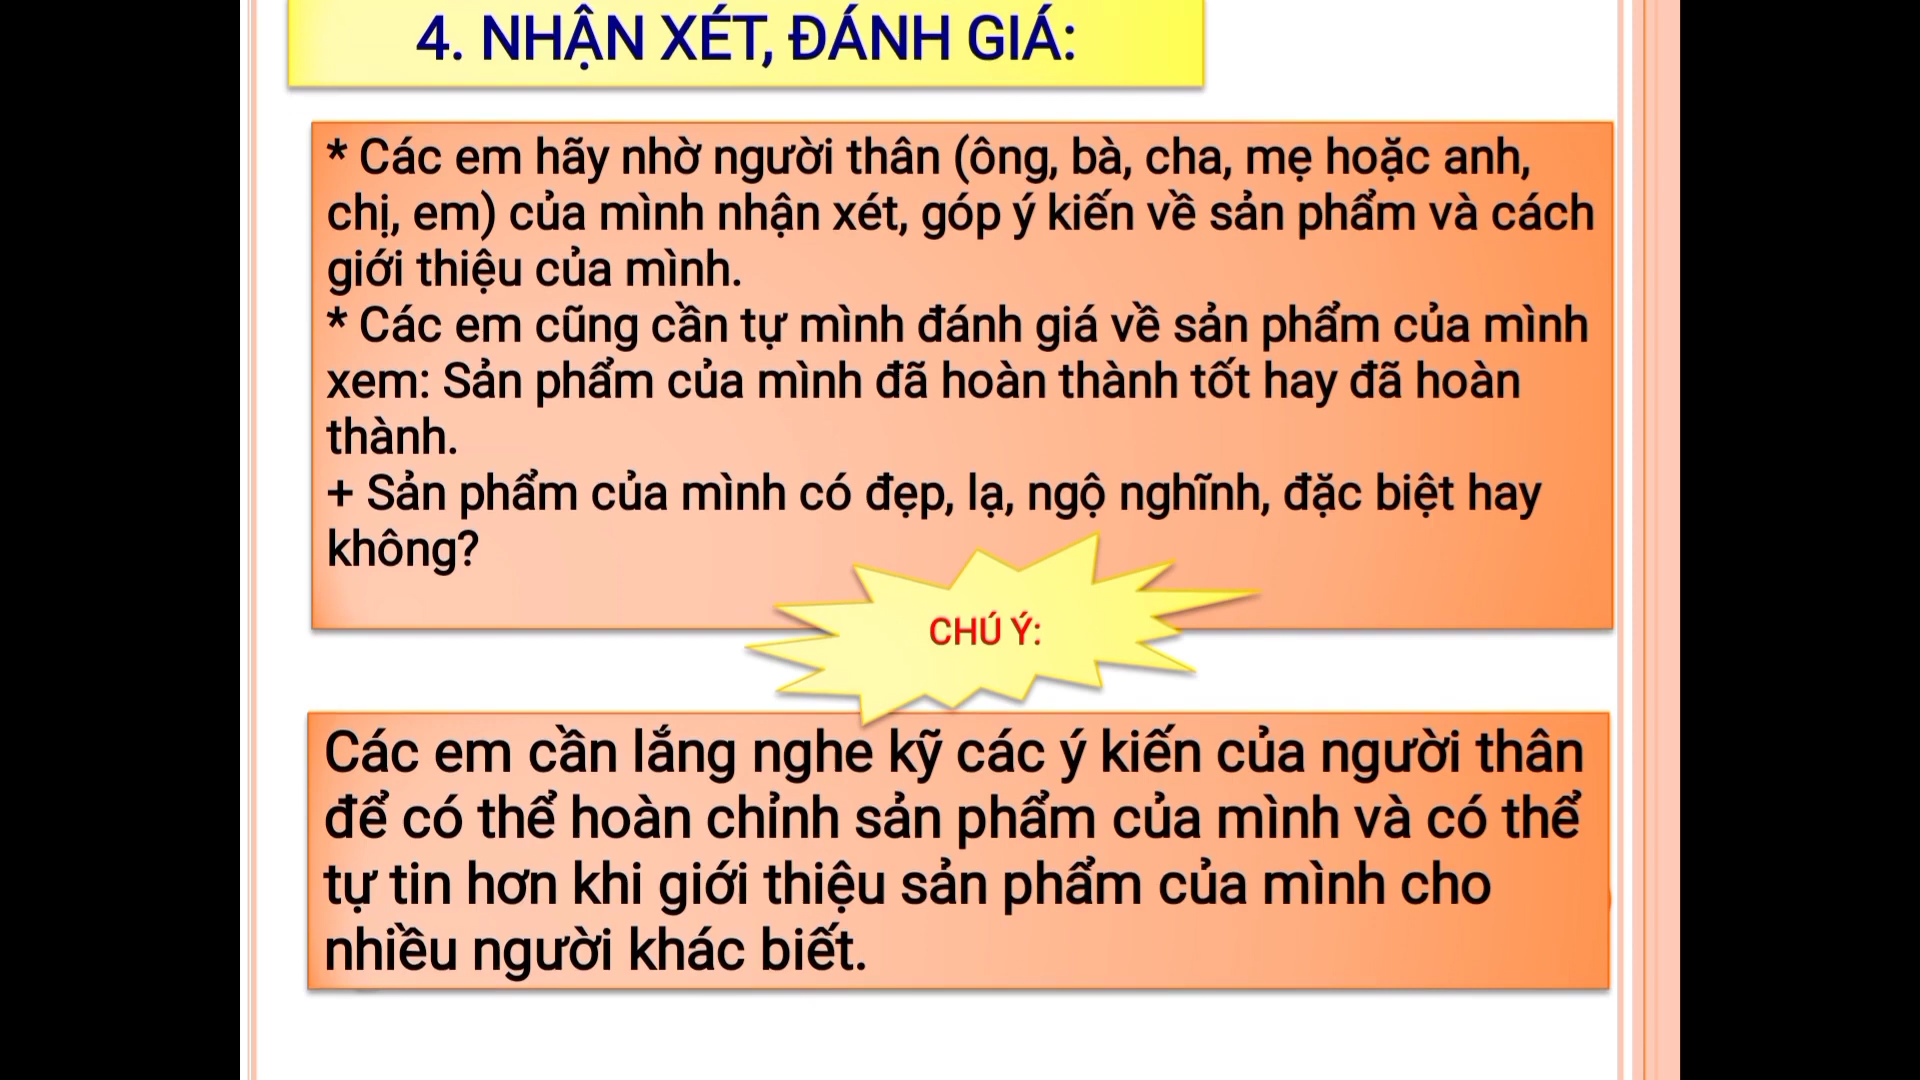 4. NHẬN XÉT, ĐÁNH GIÁ:
* Các em hãy nhờ người thân (ông, bà, cha, mẹ hoặc anh,
chị, em) của mình nhận xét, góp ý kiến về sản phẩm và cách
giới thiệu của mình.
* Các em cũng cần tự mình đánh giá về sản phẩm của mình
xem: Sản phẩm của mình đã hoàn thành tốt hay đã hoàn
thành.
+ Sản phẩm của mình có đẹp, lạ, ngộ nghĩnh, đặc biệt hay
không?
CHÚ Ý:
Các em cần lắng nghe kỹ các ý kiến của người thân
để có thể hoàn chỉnh sản phẩm của mình và có thể
tự tin hơn khi giới thiệu sản phẩm của mình cho
nhiều người khác biết.